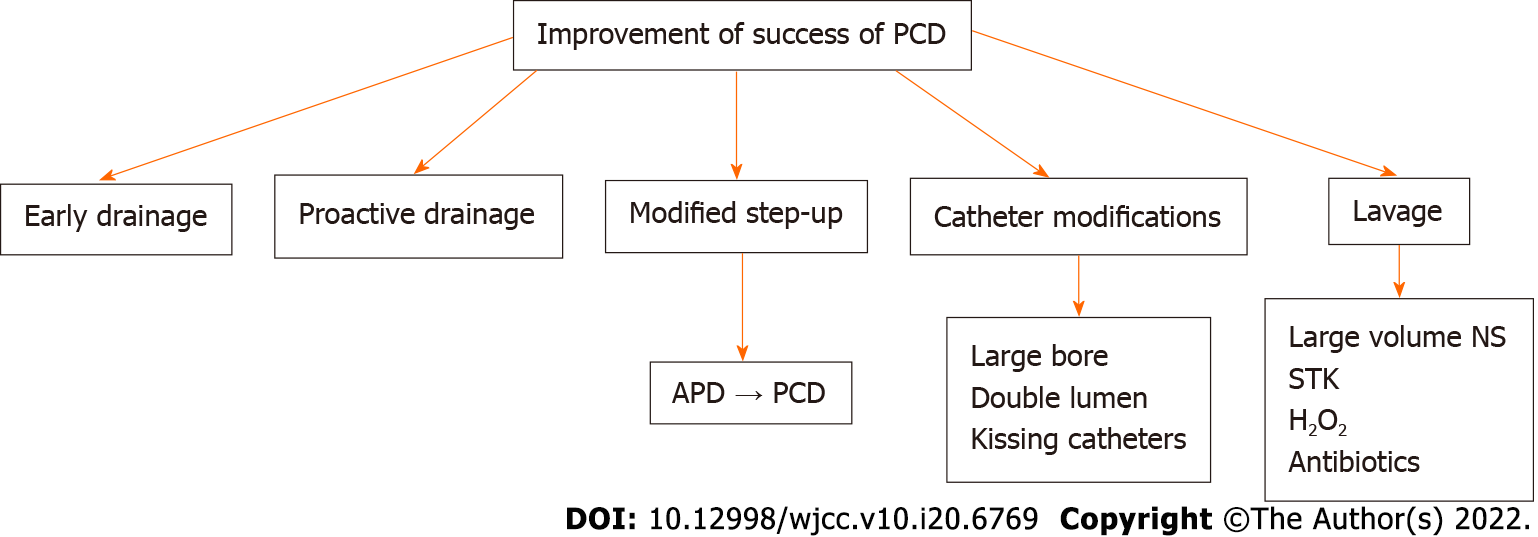 Improvement of success of PCD
Early drainage
Proactive drainage
Modified step-up
Catheter modifications
Lavage
APD → PCD
Large bore
Double lumen
Kissing catheters
Large volume NS
STK
H₂O₂
Antibiotics
DOI: 10.12998/wjcc.v10.i20.6769 Copyright ©The Author(s) 2022.